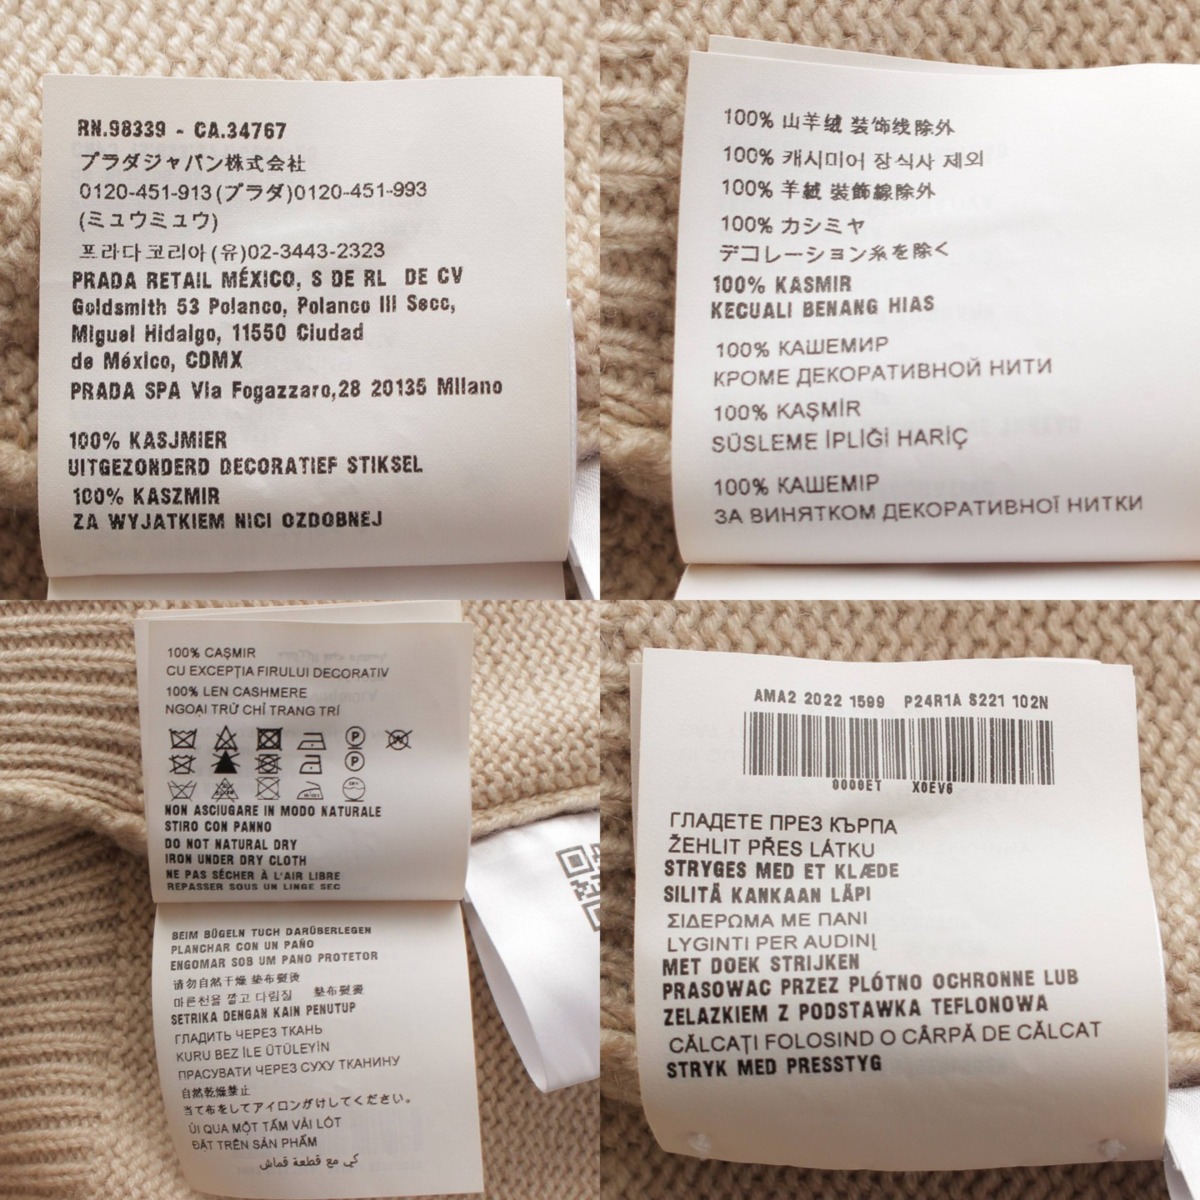 RN.98339 - CA.34767
プラダジャパン株式会社
0120-451-913(プラダ)0120-451-993
(ミュウミュウ)
프라다코리아(유)02-3443-2323
PRADA RETAIL MÉXICO, S DE RL DE CV
Goldsmith 53 Polanco, Polanco III Secc,
Miguel Hidalgo, 11550 Ciudad
de México, CDMX
PRADA SPA Via Fogazzaro,28 20135 Milano
100% KASJMIER
UITGEZONDERD DECORATIEF STIKSEL
100% KASZMIR
ZA WYJATKIEM NICI OZDOBNEJ
100% 山羊绒 装饰线除外
100% 캐시미어 장식사 제외
100% 羊絨 裝飾線除外
100% カシミヤ
デコレーション糸を除く
100% KASMIR
KECUALI BENANG HIAS
100% КАШЕМИР
КРОМЕ ДЕКОРАТИВНОЙ НИТИ
100% KAŞMİR
SÜSLEME İPLİĞİ HARİÇ
100% КАШЕМІР
ЗА ВИНЯТКОМ ДЕКОРАТИВНОЇ НИТКИ
100% CAŞMIR
CU EXCEPŢIA FIRULUI DECORATIV
100% LEN CASHMERE
NGOẠI TRỪ CHỈ TRANG TRÍ
NON ASCIUGARE IN MODO NATURALE
STIRO CON PANNO
DO NOT NATURAL DRY
IRON UNDER DRY CLOTH
NE PAS SÉCHER À L'AIR LIBRE
REPASSER SOUS UN LINGE SEC
BEIM BÜGELN TUCH DARÜBERLEGEN
PLANCHAR CON UN PAÑO
ENGOMAR SOB UM PANO PROTETOR
请勿自然干燥 垫布熨烫
마른천을 깔고 다림질 墊布熨燙
SETRIKA DENGAN KAIN PENUTUP
ГЛАДИТЬ ЧЕРЕЗ ТКАНЬ
KURU BEZ İLE ÜTÜLEYİN
ПРАСУВАТИ ЧЕРЕЗ СУХУ ТКАНИНУ
自然乾燥禁止
当て布をしてアイロンがけしてください。
ỦI QUA MỘT TẤM VẢI LÓT
ĐẶT TRÊN SẢN PHẨM
كي مع قطعة قماش
AMA2 2022 1599 P24R1A S221 102N
0000ET X0EV6
ГЛАДЕТЕ ПРЕЗ КЪРПА
ŽEHLIT PŘES LÁTKU
STRYGES MED ET KLÆDE
SILITÄ KANKAAN LÄPI
ΣΙΔΕΡΩΜΑ ΜΕ ΠΑΝΙ
LYGINTI PER AUDINĮ
MET DOEK STRIJKEN
PRASOWAC PRZEZ PLÓTNO OCHRONNE LUB
ZELAZKIEM Z PODSTAWKA TEFLONOWA
CĂLCAŢI FOLOSIND O CÂRPĂ DE CĂLCAT
STRYK MED PRESSTYG